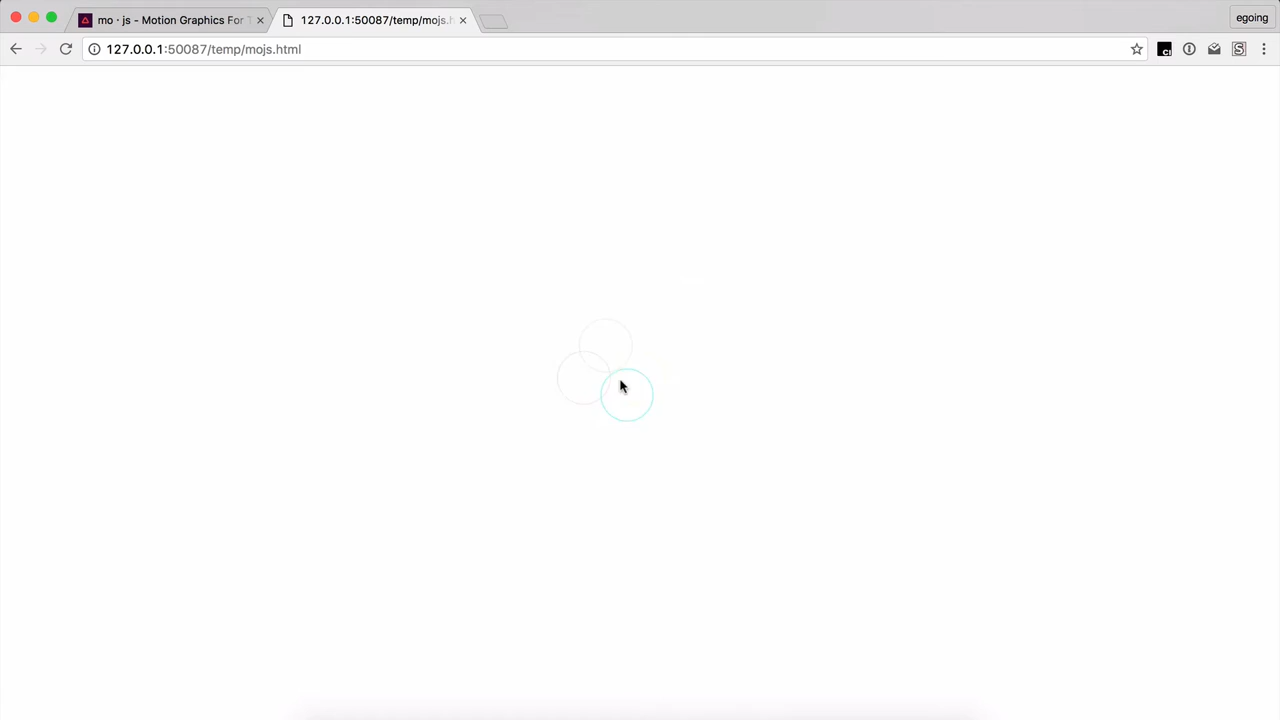 mo · js - Motion Graphics For T
127.0.0.1:50087/temp/mojs.h
egoing
127.0.0.1:50087/temp/mojs.html
CI
S